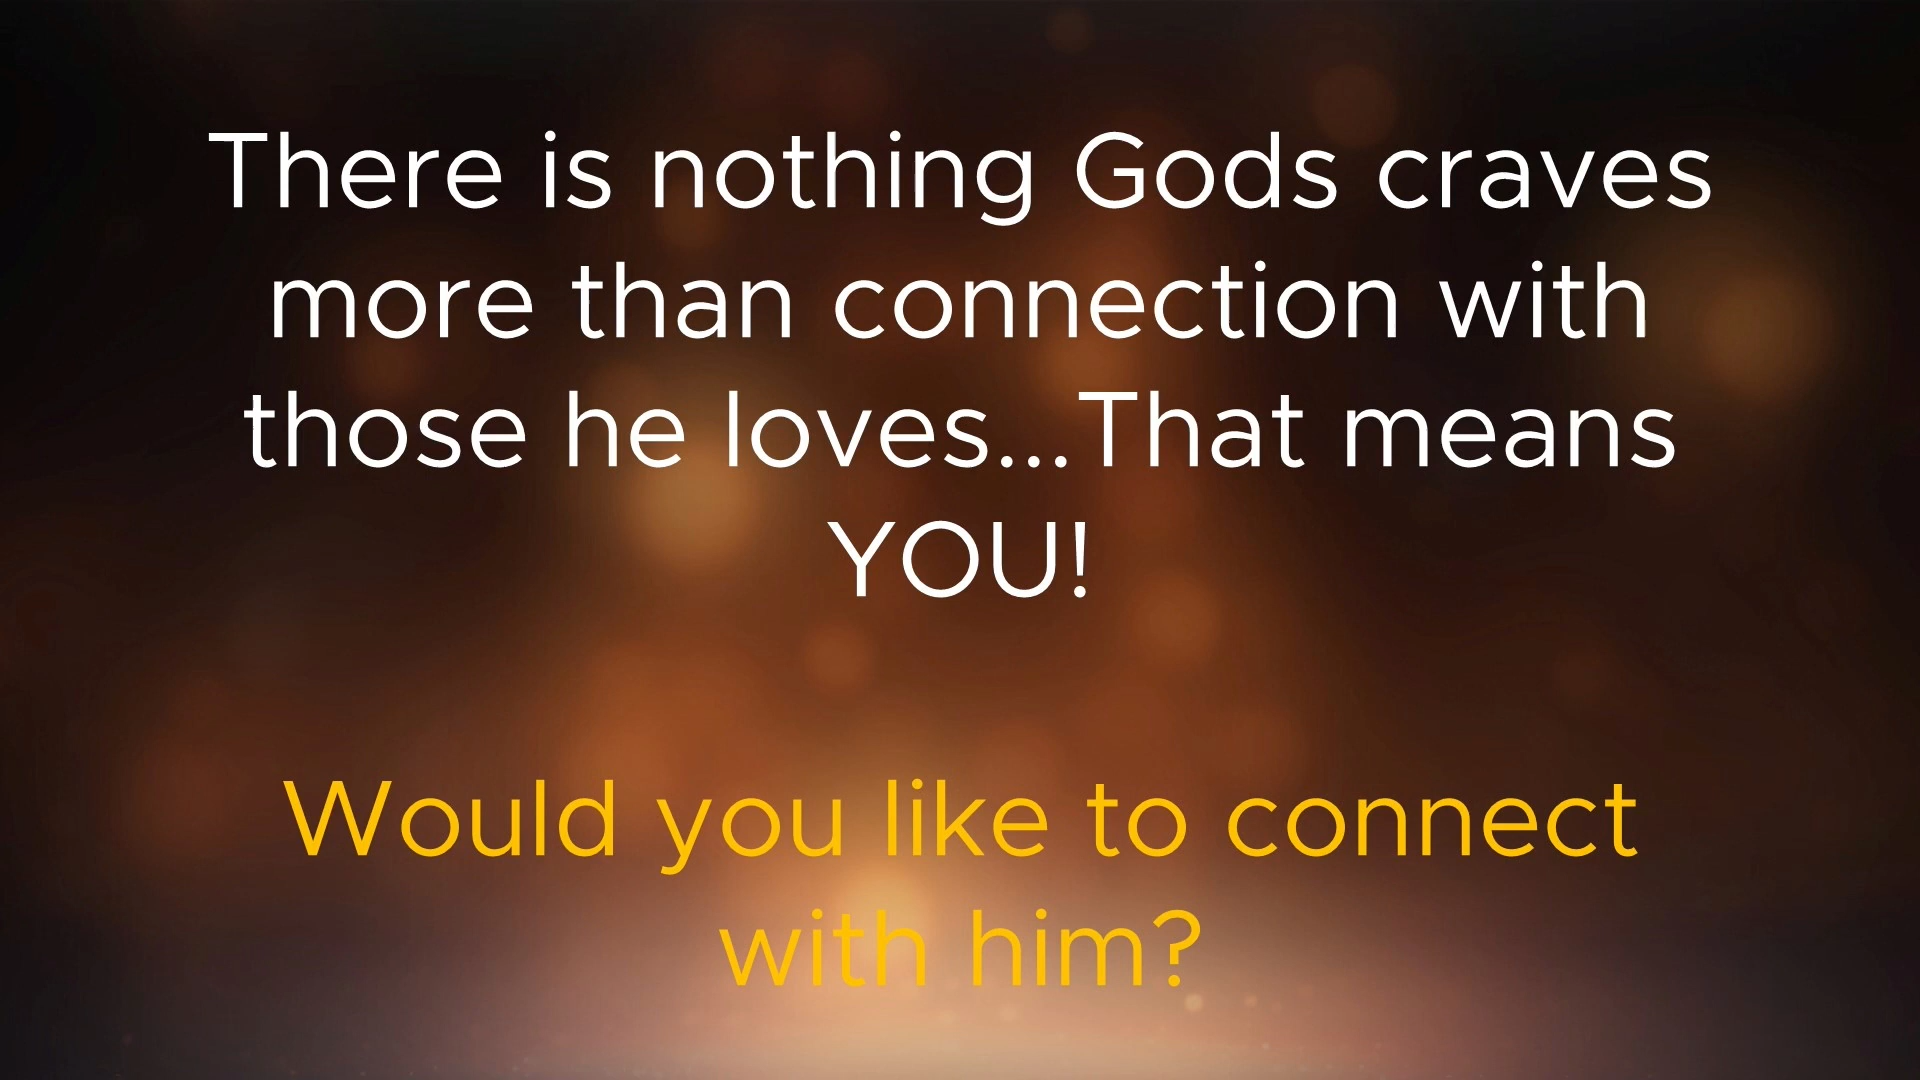 There is nothing Gods craves
more than connection with
those he loves...That means
YOU!
Would you like to connect
with him?